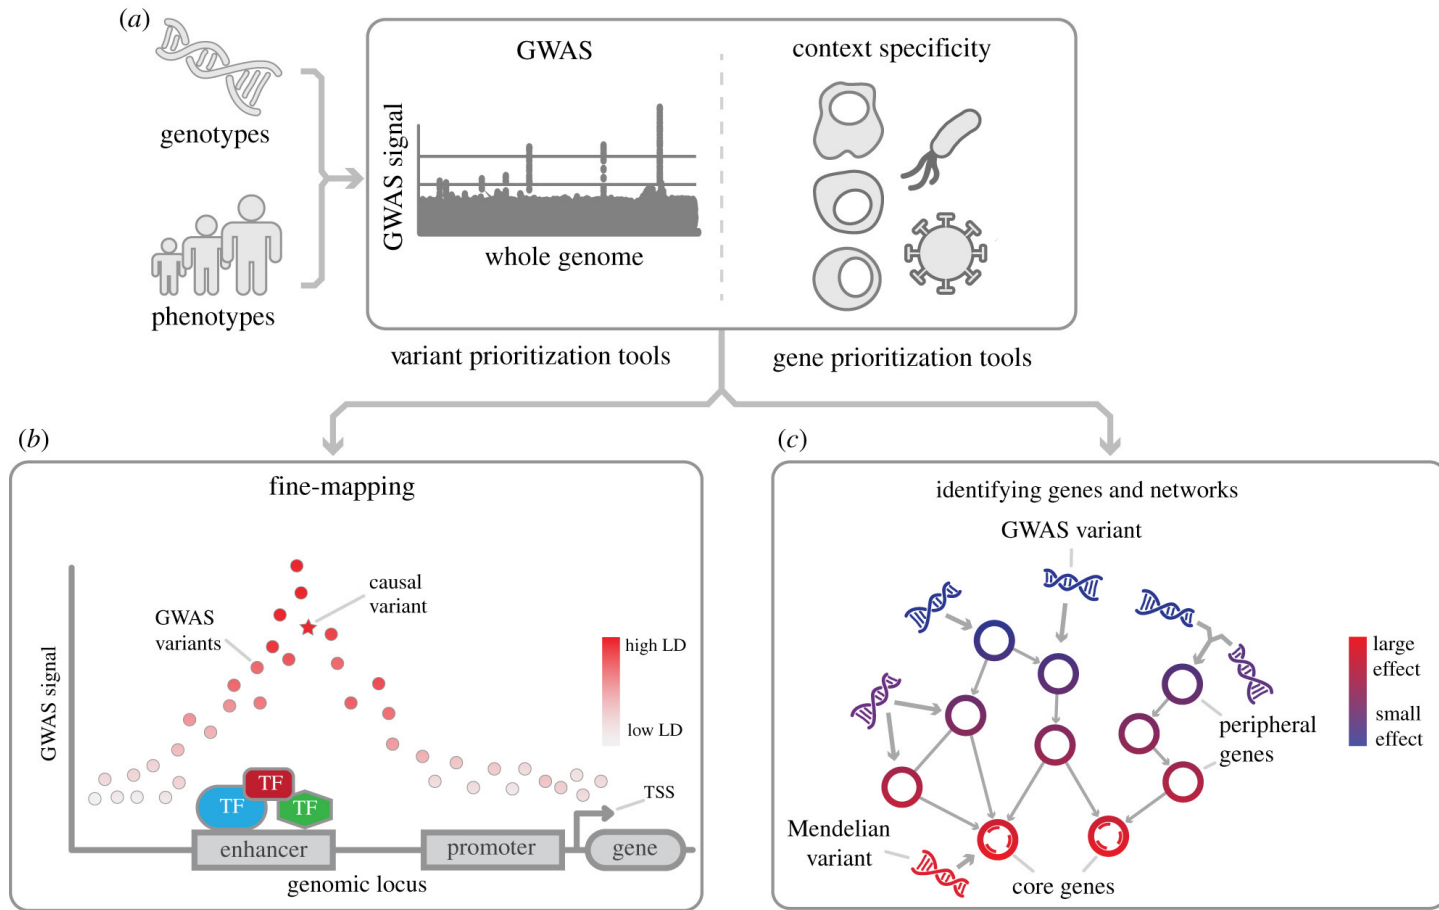 (a)
genotypes
phenotypes
GWAS
GWAS signal
whole genome
context specificity
variant prioritization tools
gene prioritization tools
(b)
fine-mapping
GWAS signal
causal
variant
GWAS
variants
high LD
low LD
TF
TF
TF
TSS
enhancer
promoter
gene
genomic locus
(c)
identifying genes and networks
GWAS variant
large
effect
small
effect
peripheral
genes
Mendelian
variant
core genes